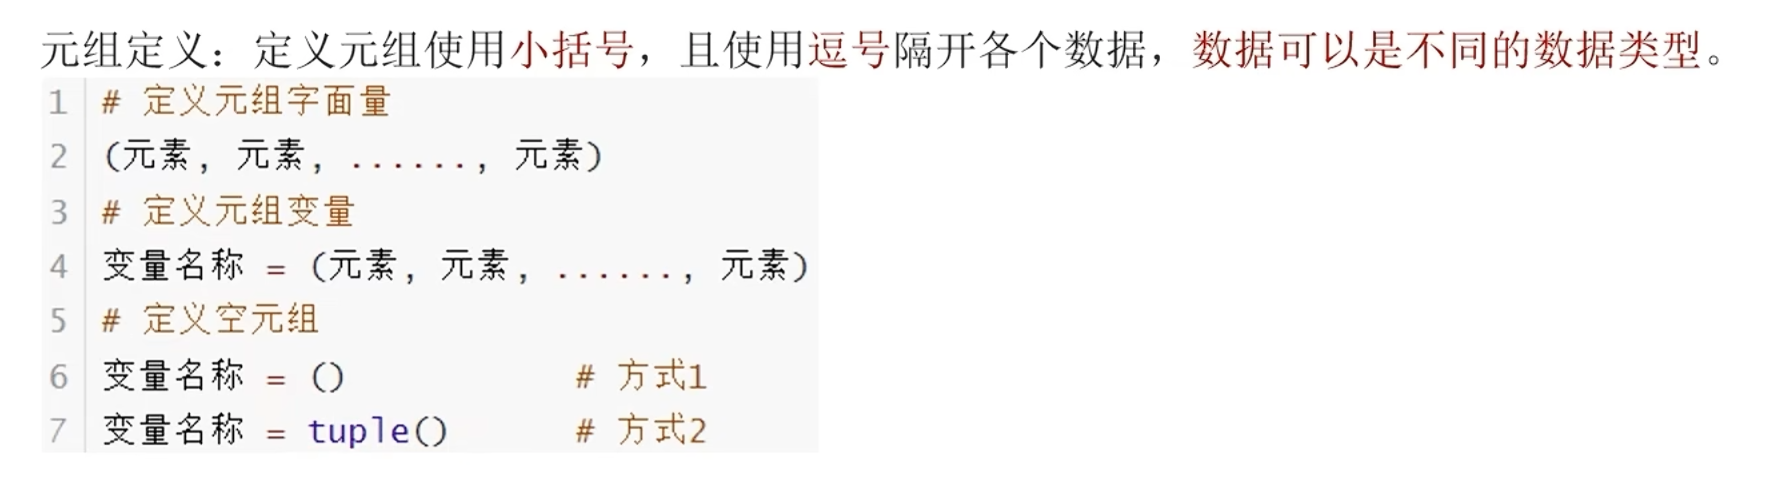 元组定义：定义元组使用小括号，且使用逗号隔开各个数据，数据可以是不同的数据类型。
1 # 定义元组字面量
2 (元素, 元素, ......, 元素)
3 # 定义元组变量
4 变量名称 = (元素, 元素, ......, 元素)
5 # 定义空元组
6 变量名称 = () # 方式1
7 变量名称 = tuple() # 方式2